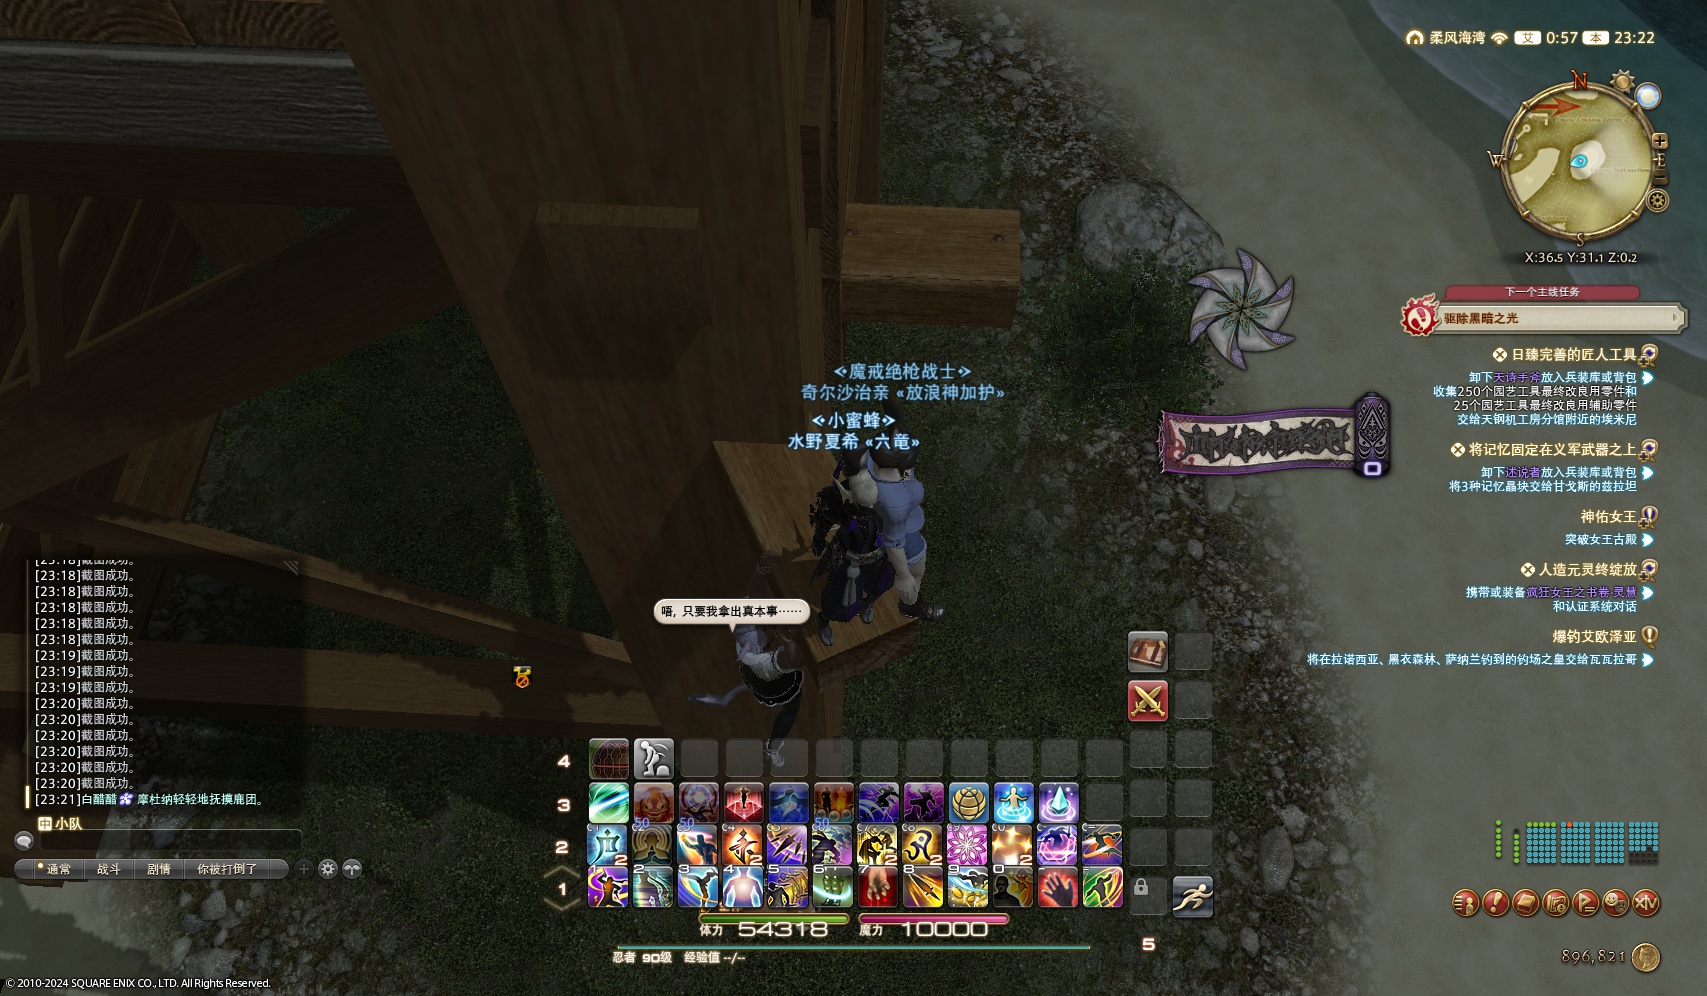 柔风海湾 艾 0:57 本 23:22
N
W
E
S
X:36.5 Y:31.1 Z:0.2
下一个主线任务
驱除黑暗之光
日臻完善的匠人工具
卸下天诗手斧放入兵装库或背包
收集250个园艺工具最终改良用零件和
25个园艺工具最终改良用辅助零件
交给天钢机工房分馆附近的埃米尼
将记忆固定在义军武器之上
卸下述说者放入兵装库或背包
将3种记忆晶块交给甘戈斯的兹拉坦
神佑女王
突破女王古殿
人造元灵终绽放
携带或装备疯狂女王之书卷·灵慧
和认证系统对话
爆钓艾欧泽亚
将在拉诺西亚、黑衣森林、萨纳兰钓到的钓场之皇交给瓦瓦拉哥
魔戒绝枪战士
奇尔沙治亲 «放浪神加护»
小蜜蜂
水野夏希 «六竜»
唔，只要我拿出真本事……
[23:18]截图成功。
[23:18]截图成功。
[23:18]截图成功。
[23:18]截图成功。
[23:18]截图成功。
[23:18]截图成功。
[23:19]截图成功。
[23:19]截图成功。
[23:19]截图成功。
[23:20]截图成功。
[23:20]截图成功。
[23:20]截图成功。
[23:20]截图成功。
[23:20]截图成功。
[23:20]截图成功。
[23:21]白醋醋 摩杜纳轻轻地抚摸鹿团。
小队
通常 战斗 剧情 你被打倒了
4
3
2
1
5
体力 54318 魔力 10000
忍者 90级 经验值 --/--
896,821
© 2010-2024 SQUARE ENIX CO., LTD. All Rights Reserved.